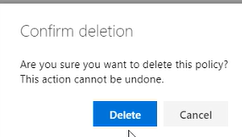 Confirm deletion
Are you sure you want to delete this policy?
This action cannot be undone.
Delete Cancel